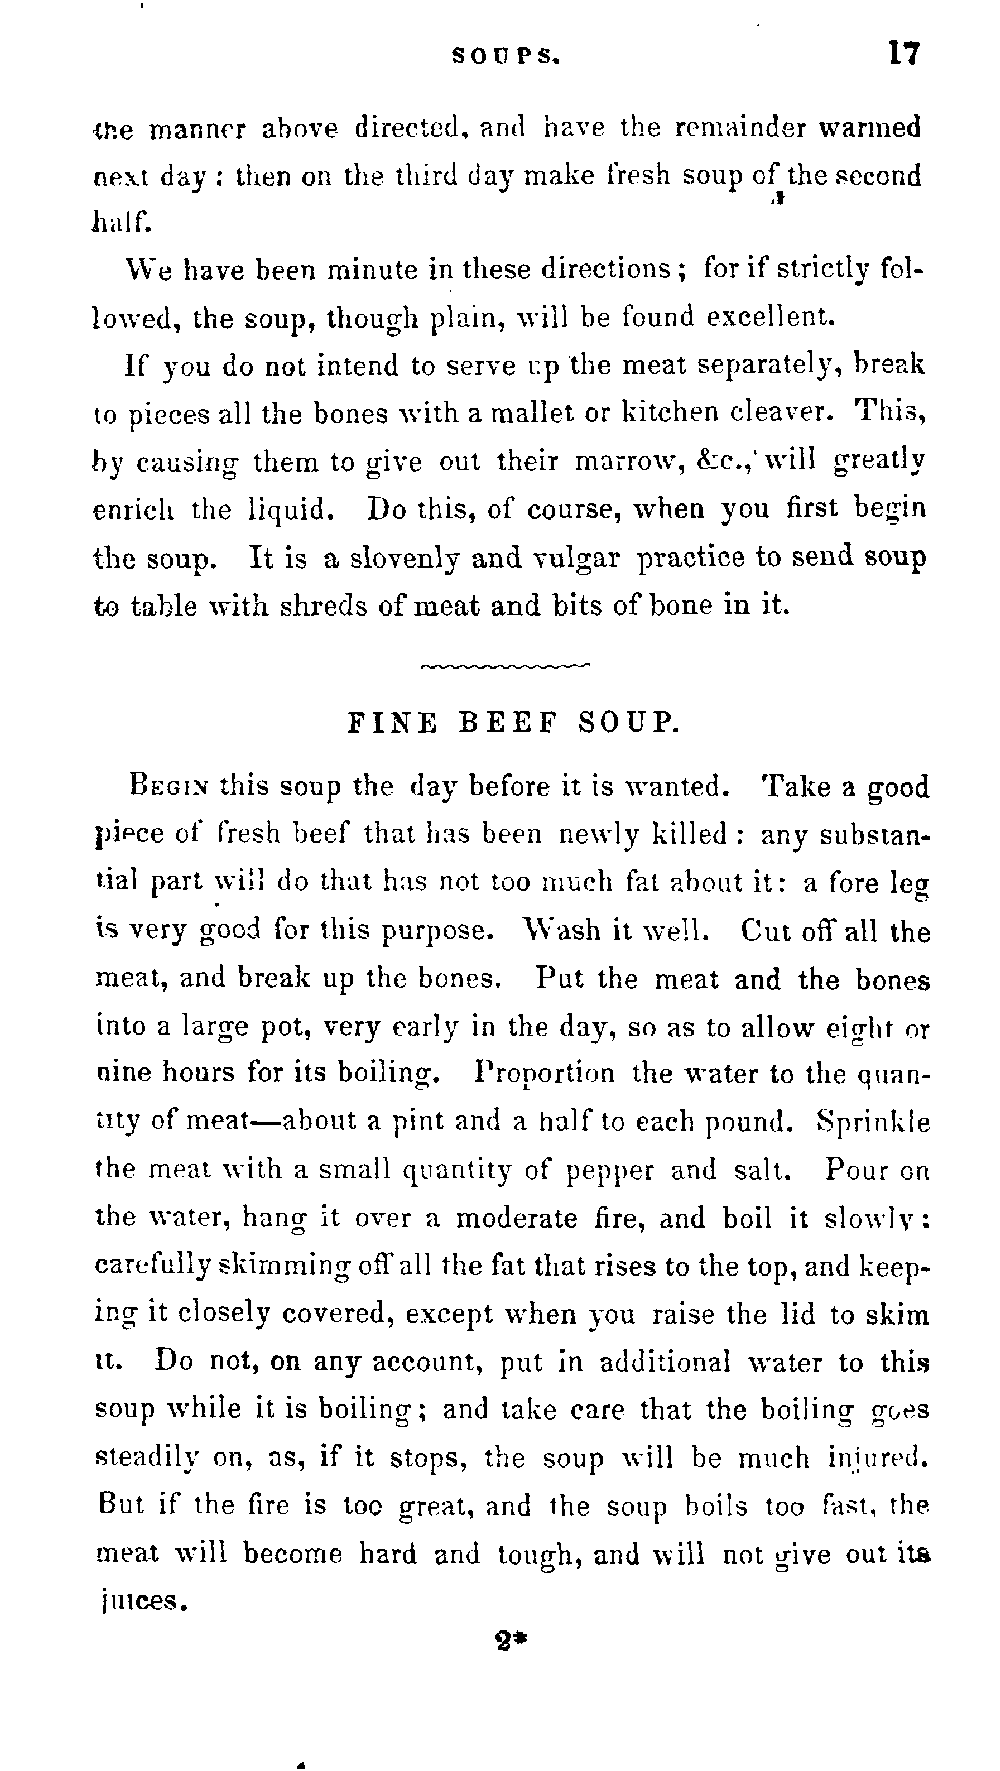 SOUPS. 17
the manner above directed, and have the remainder warmed
next day : then on the third day make fresh soup of the second
half.
We have been minute in these directions ; for if strictly fol-
lowed, the soup, though plain, will be found excellent.
If you do not intend to serve up the meat separately, break
to pieces all the bones with a mallet or kitchen cleaver. This,
by causing them to give out their marrow, &c., will greatly
enrich the liquid. Do this, of course, when you first begin
the soup. It is a slovenly and vulgar practice to send soup
to table with shreds of meat and bits of bone in it.
FINE BEEF SOUP.
BEGIN this soup the day before it is wanted. Take a good
piece of fresh beef that has been newly killed : any substan-
tial part will do that has not too much fat about it : a fore leg
is very good for this purpose. Wash it well. Cut off all the
meat, and break up the bones. Put the meat and the bones
into a large pot, very early in the day, so as to allow eight or
nine hours for its boiling. Proportion the water to the quan-
tity of meat—about a pint and a half to each pound. Sprinkle
the meat with a small quantity of pepper and salt. Pour on
the water, hang it over a moderate fire, and boil it slowly :
carefully skimming off all the fat that rises to the top, and keep-
ing it closely covered, except when you raise the lid to skim
it. Do not, on any account, put in additional water to this
soup while it is boiling ; and take care that the boiling goes
steadily on, as, if it stops, the soup will be much injured.
But if the fire is too great, and the soup boils too fast, the
meat will become hard and tough, and will not give out its
juices.
2*